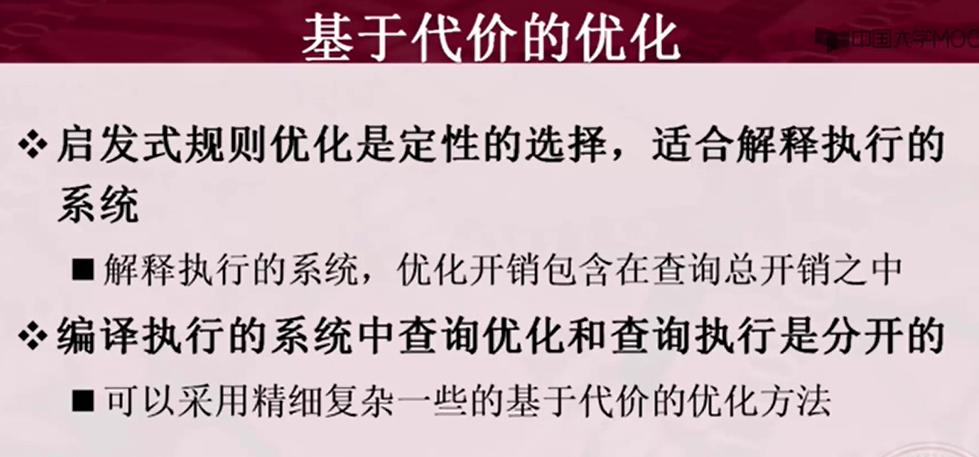 基于代价的优化
中国大学MOO
❖启发式规则优化是定性的选择，适合解释执行的
系统
■解释执行的系统，优化开销包含在查询总开销之中
❖编译执行的系统中查询优化和查询执行是分开的
■可以采用精细复杂一些的基于代价的优化方法